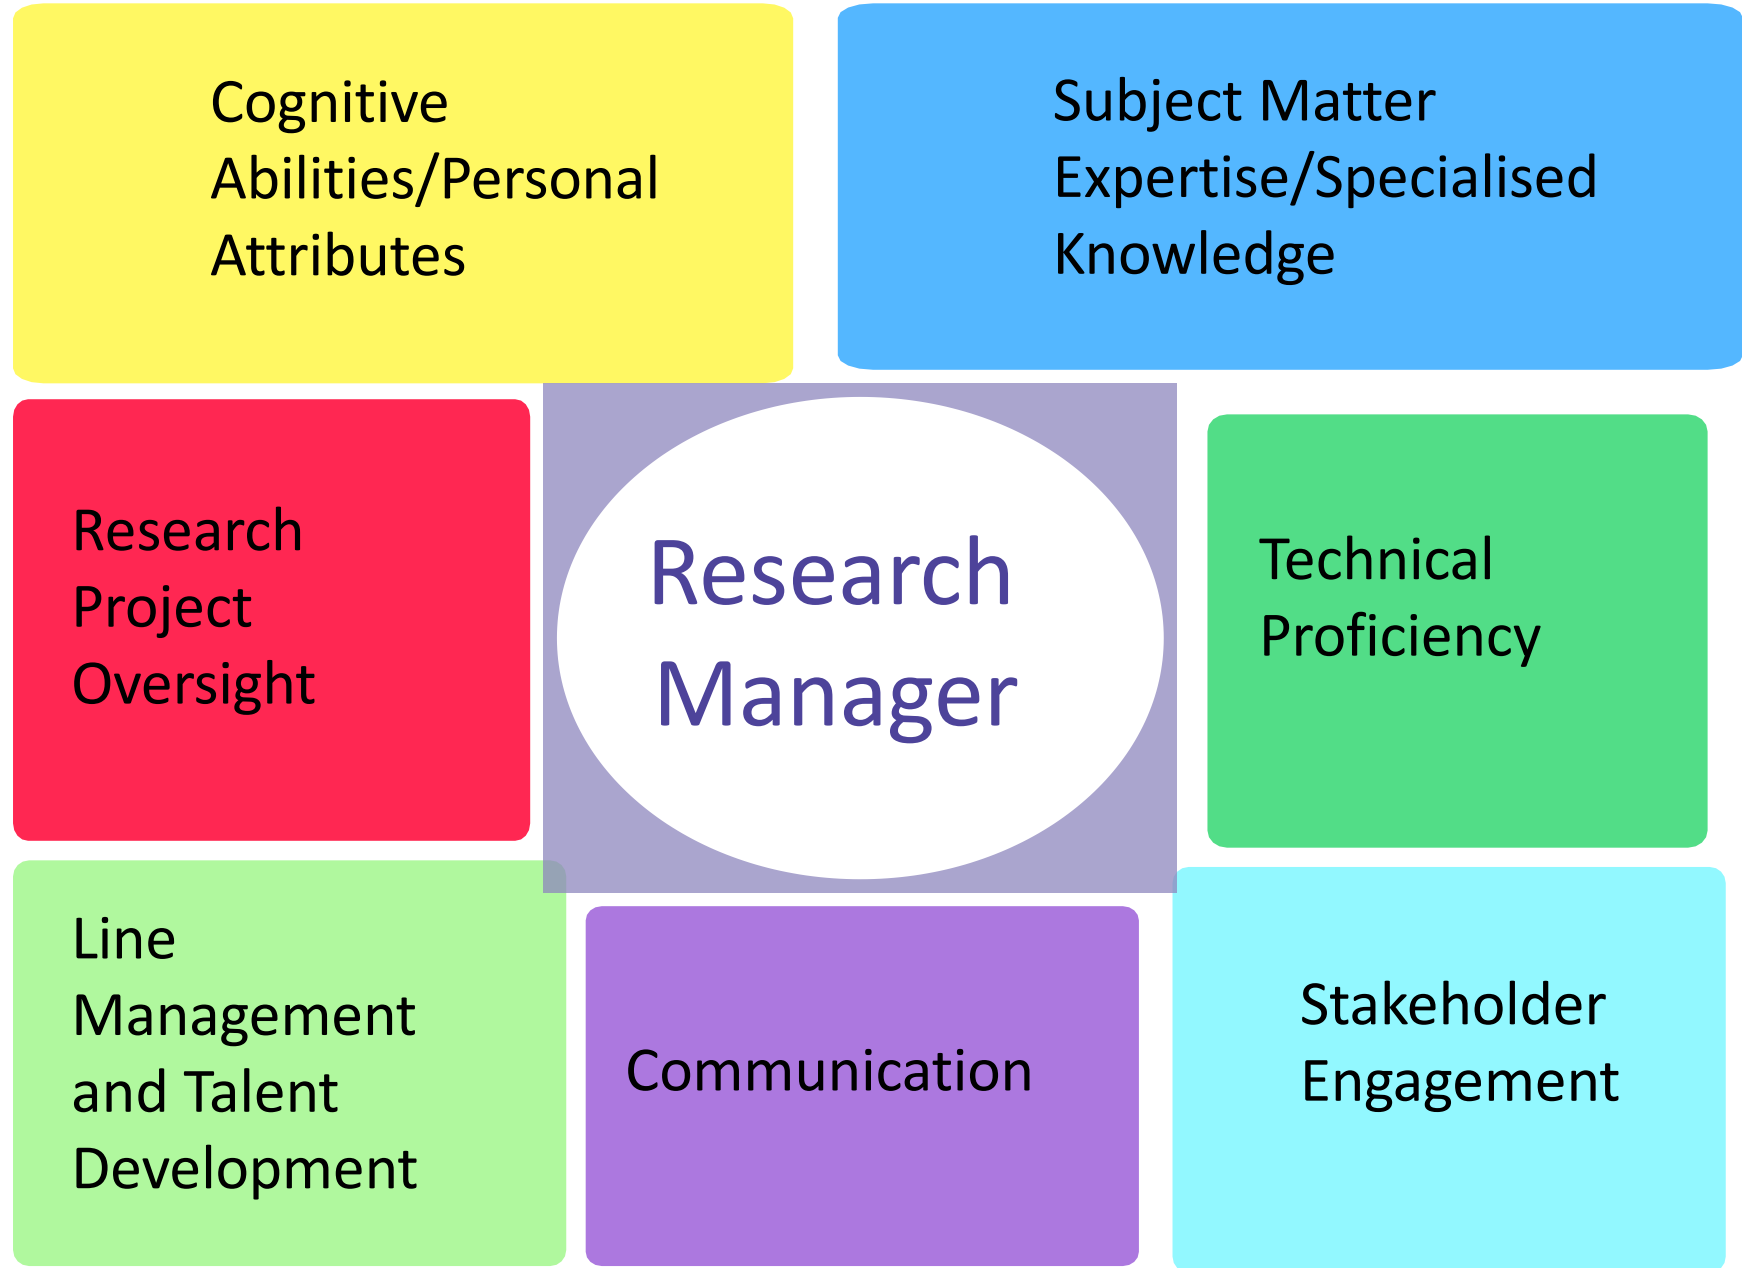 Cognitive
Abilities/Personal
Attributes
Subject Matter
Expertise/Specialised
Knowledge
Research
Project
Oversight
Research
Manager
Technical
Proficiency
Line
Management
and Talent
Development
Communication
Stakeholder
Engagement